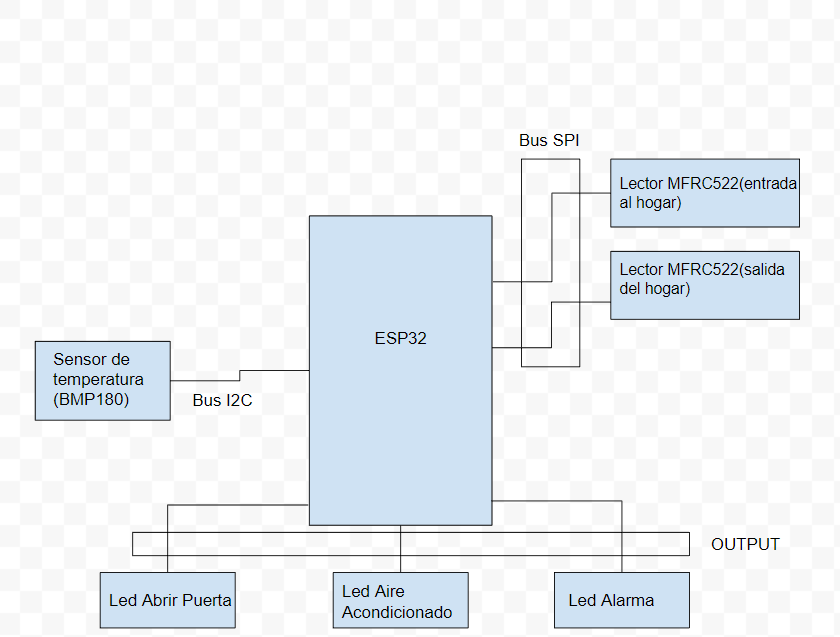 Bus SPI
Lector MFRC522(entrada
al hogar)
Lector MFRC522(salida
del hogar)
ESP32
Sensor de
temperatura
(BMP180)
Bus I2C
OUTPUT
Led Abrir Puerta
Led Aire
Acondicionado
Led Alarma